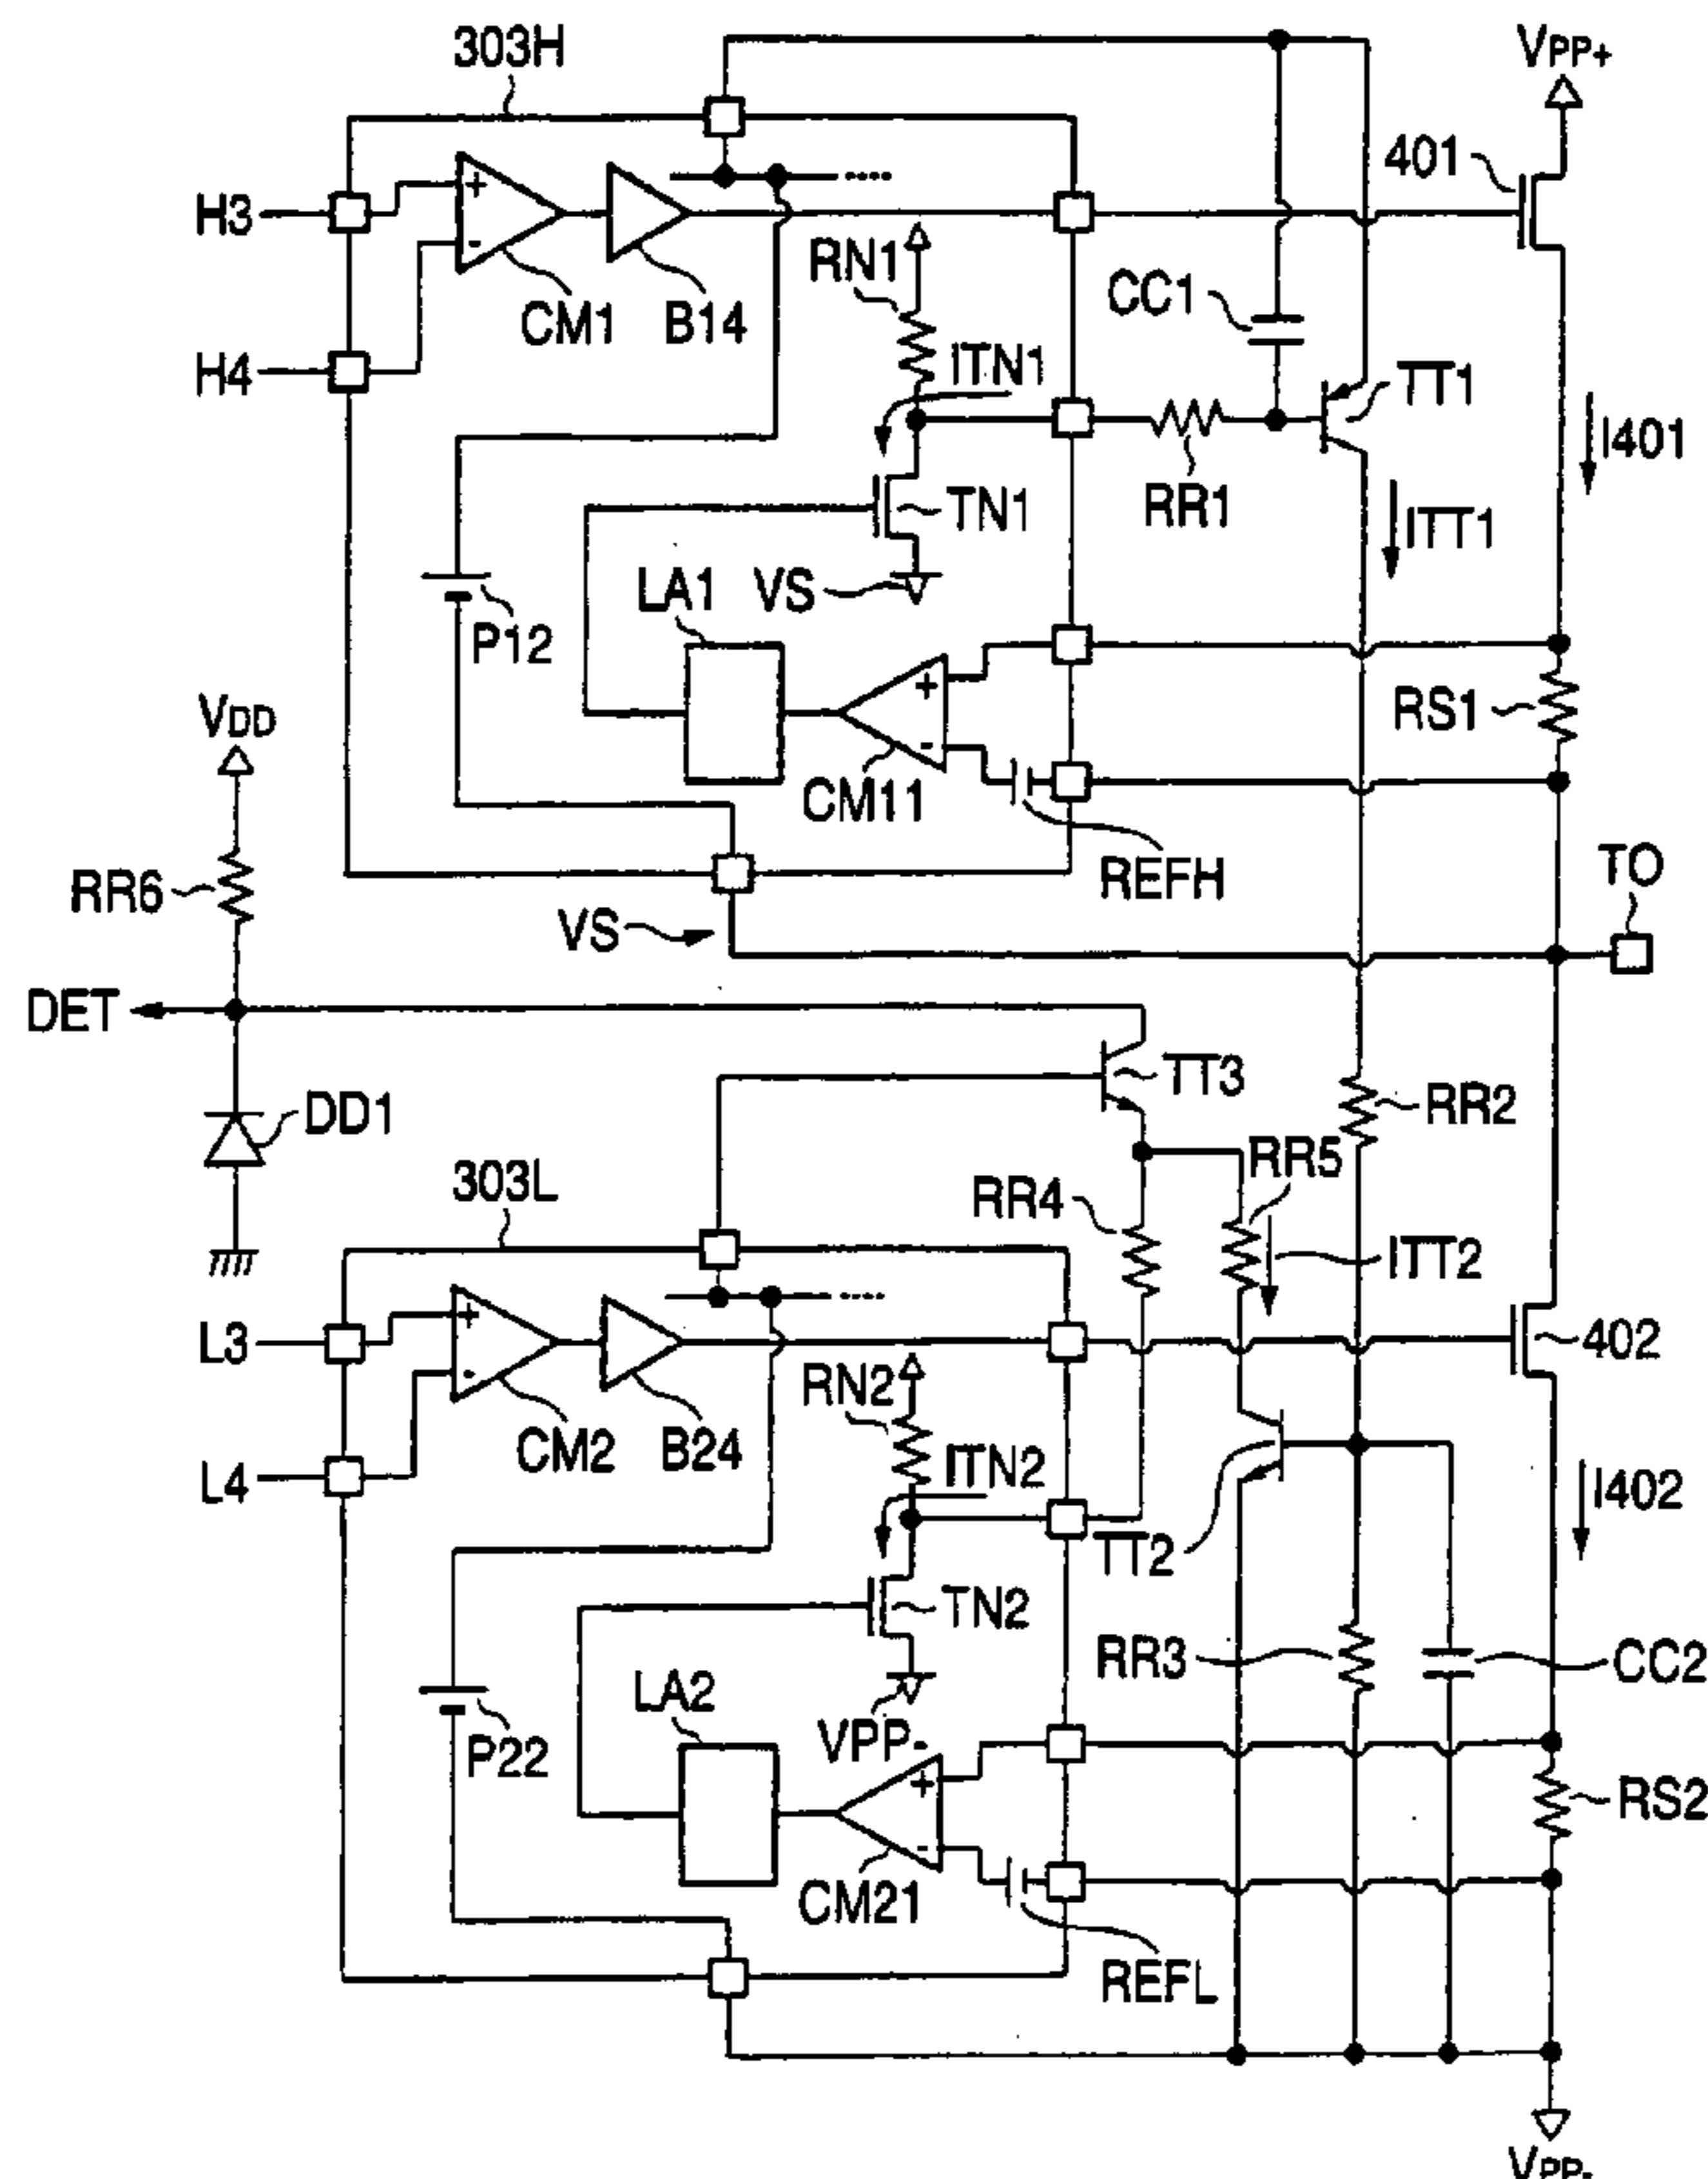 303H
VPP+
401
H3
RN1
CC1
CM1
B14
ITN1
H4
TT1
I401
RR1
TN1
ITT1
LA1
VS
P12
RS1
VDD
CM11
RR6
REFH
TO
VS
DET
TT3
RR2
DD1
RR5
303L
RR4
ITT2
L3
402
RN2
CM2
B24
ITN2
L4
I402
TT2
TN2
RR3
CC2
LA2
VPP-
P22
RS2
CM21
REFL
VPP-
+
-
+
-
+
-
+
-